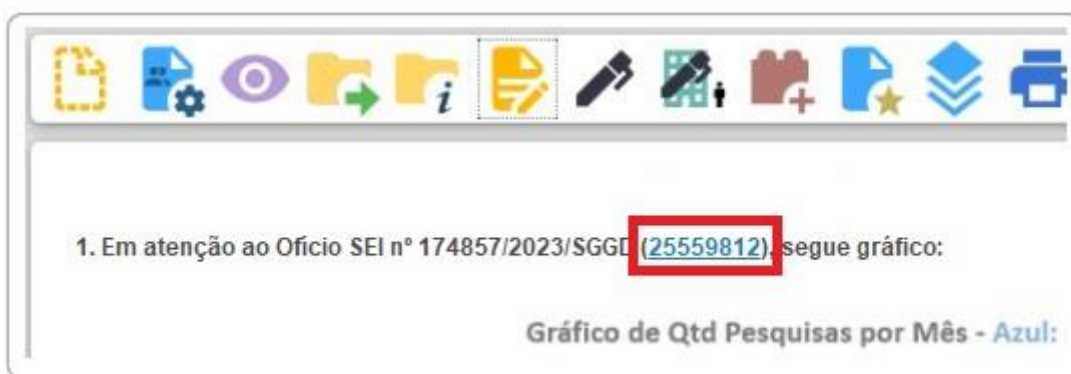 1. Em atenção ao Ofício SEI nº 174857/2023/SGGD (25559812), segue gráfico:
Gráfico de Qtd Pesquisas por Mês - Azul: